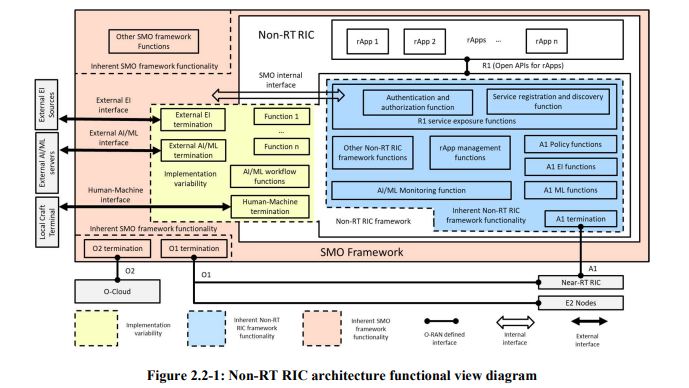 Other SMO framework
Functions
Inherent SMO framework functionality
Non-RT RIC
rApp 1
rApp 2
rApps
...
rApp n
R1 (Open APIs for rApps)
SMO internal
interface
External EI
Sources
External AI/ML
servers
Local Craft
Terminal
External EI
interface
External AI/ML
interface
Human-Machine
interface
External EI
termination
External AI/ML
termination
Implementation
variability
Function 1
...
Function n
AI/ML workflow
functions
Human-Machine
termination
Authentication and
authorization function
Service registration and discovery
function
R1 service exposure functions
Other Non-RT RIC
framework functions
rApp management
functions
A1 Policy functions
A1 EI functions
AI/ML Monitoring function
A1 ML functions
Inherent Non-RT RIC
framework functionality
A1 termination
Non-RT RIC framework
Inherent SMO framework functionality
O2 termination
O1 termination
SMO Framework
O2
O1
A1
O-Cloud
Near-RT RIC
E2 Nodes
Implementation
variability
Inherent Non-RT
RIC framework
functionality
Inherent SMO
framework
functionality
O-RAN defined
interface
Internal
interface
External
interface
Figure 2.2-1: Non-RT RIC architecture functional view diagram